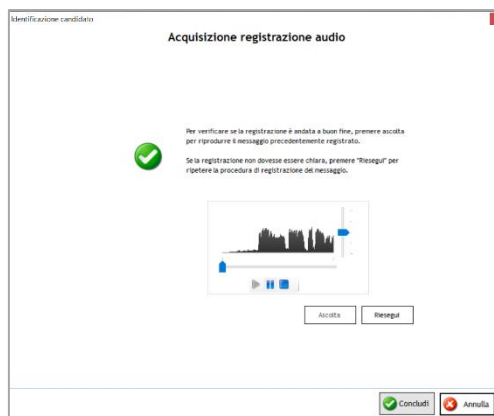 Identificazione candidato
Acquisizione registrazione audio
Per verificare se la registrazione è andata a buon fine, premere ascolta
per riprodurre il messaggio precedentemente registrato.
Se la registrazione non dovesse essere chiara, premere "Riesegui" per
ripetere la procedura di registrazione del messaggio.
Ascolta
Riesegui
Concludi
Annulla